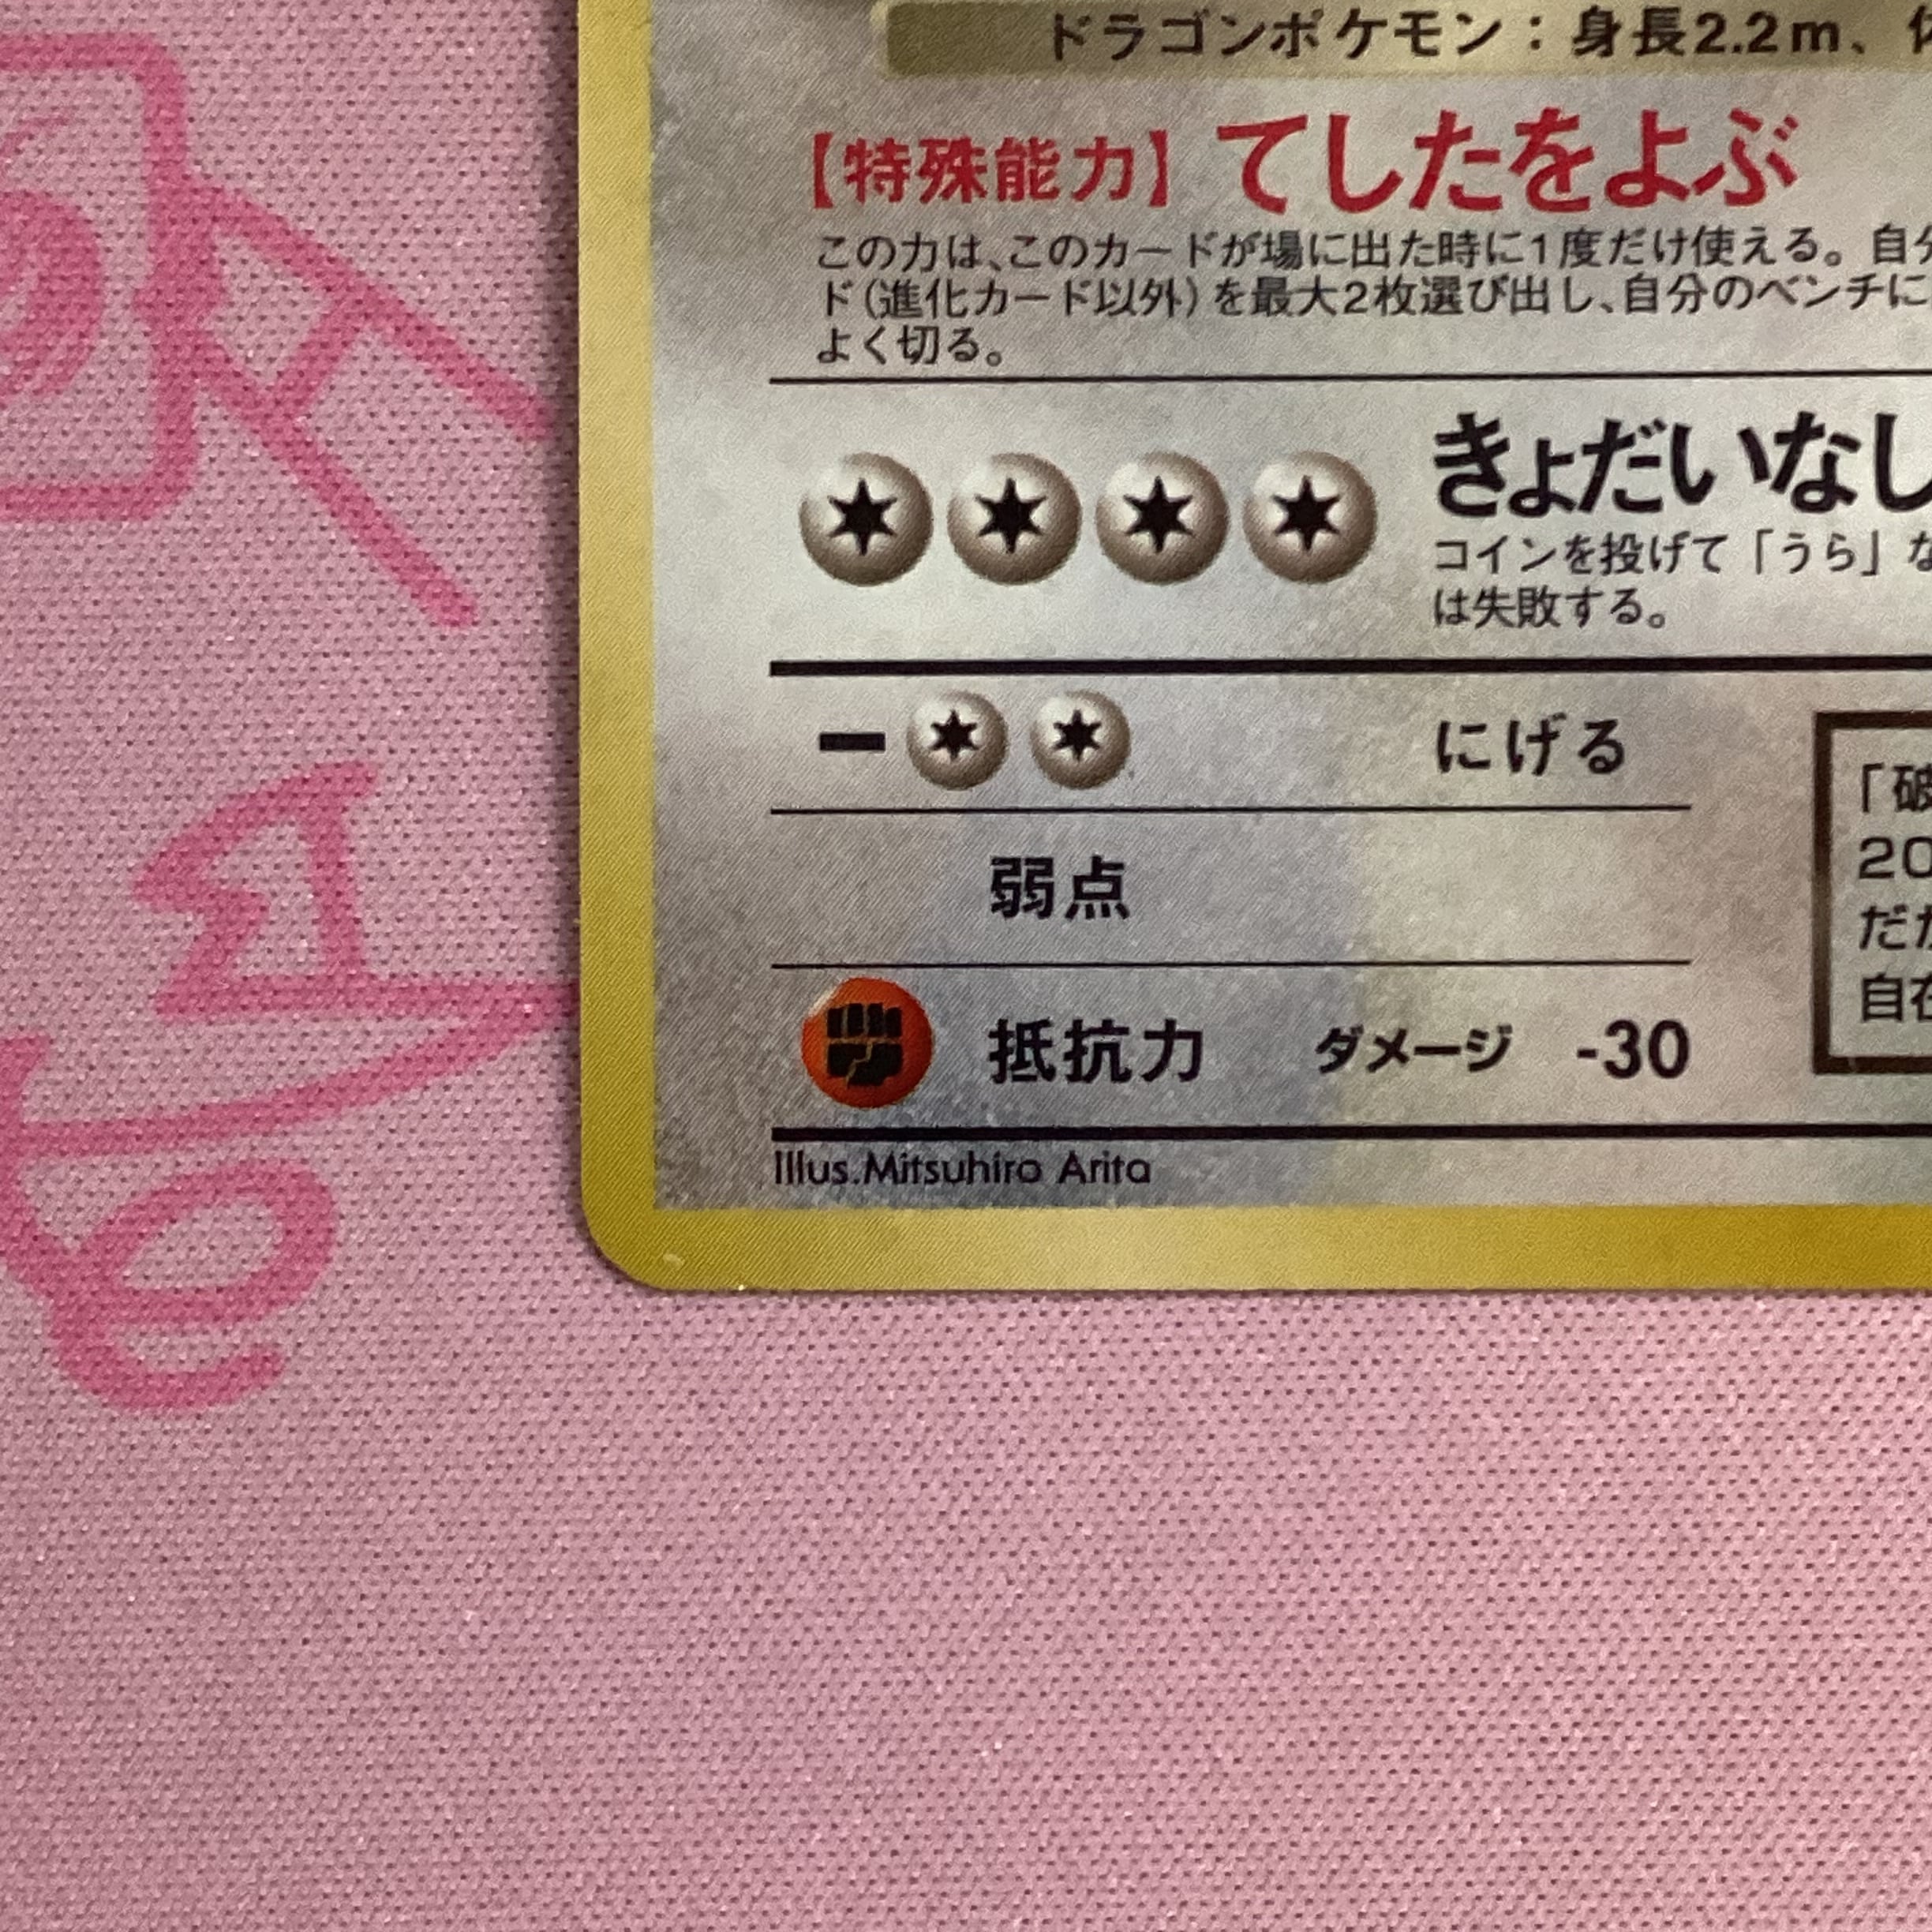 ドラゴンポケモン：身長2.2m、
【特殊能力】てしたをよぶ
この力は、このカードが場に出た時に1度だけ使える。自分
ド（進化カード以外）を最大2枚選び出し、自分のベンチに
よく切る。
きょだいなし
コインを投げて「うら」な
は失敗する。
ー にげる
弱点
抵抗力 ダメージ -30
「破
20
だか
自在
Illus.Mitsuhiro Arita